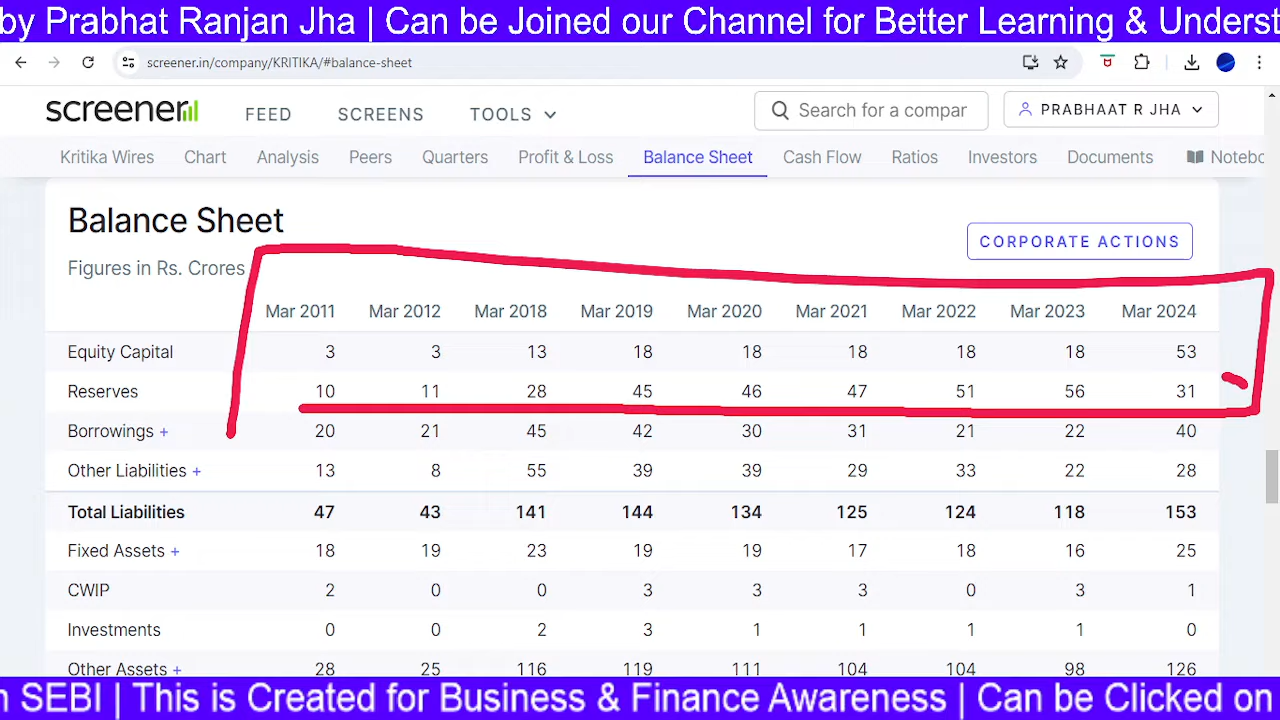 by Prabhat Ranjan Jha | Can be Joined our Channel for Better Learning & Underst
screener.in/company/KRITIKA/#balance-sheet
screener FEED SCREENS TOOLS Search for a compar PRABHAAT R JHA
Kritika Wires Chart Analysis Peers Quarters Profit & Loss Balance Sheet Cash Flow Ratios Investors Documents Notebo
Balance Sheet
CORPORATE ACTIONS
Figures in Rs. Crores
Mar 2011 Mar 2012 Mar 2018 Mar 2019 Mar 2020 Mar 2021 Mar 2022 Mar 2023 Mar 2024
Equity Capital 3 3 13 18 18 18 18 18 53
Reserves 10 11 28 45 46 47 51 56 31
Borrowings + 20 21 45 42 30 31 21 22 40
Other Liabilities + 13 8 55 39 39 29 33 22 28
Total Liabilities 47 43 141 144 134 125 124 118 153
Fixed Assets + 18 19 23 19 19 17 18 16 25
CWIP 2 0 0 3 3 3 0 3 1
Investments 0 0 2 3 1 1 1 1 0
Other Assets + 28 25 116 119 111 104 104 98 126
n SEBI | This is Created for Business & Finance Awareness | Can be Clicked on